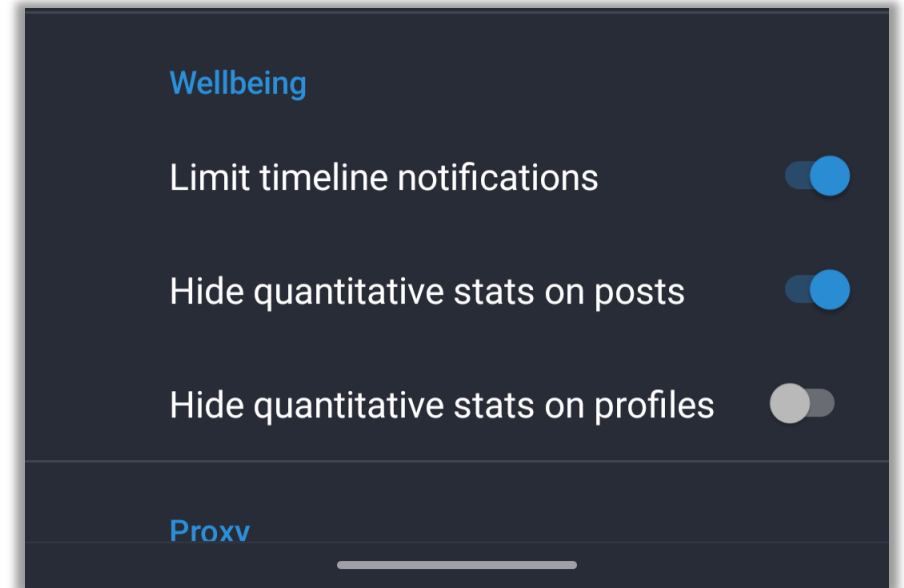 Wellbeing
Limit timeline notifications
Hide quantitative stats on posts
Hide quantitative stats on profiles
Proxy